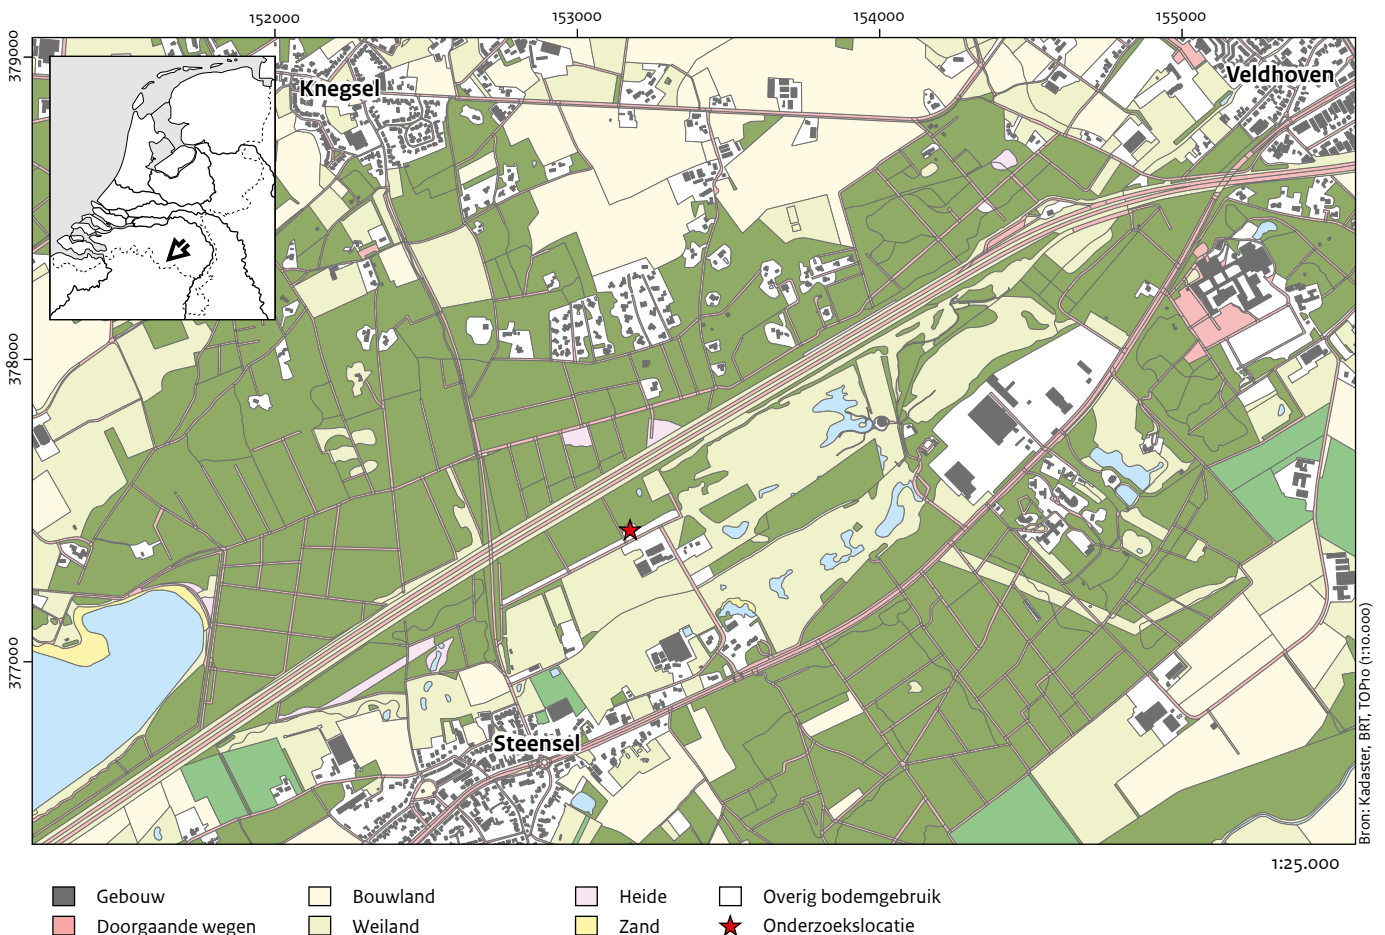 152000 153000 154000 155000
379000
378000
377000
Knegsel
Veldhoven
Steensel
Bron: Kadaster, BRT, TOP10 (1:10.000)
1:25.000
Gebouw Bouwland Heide Overig bodemgebruik
Doorgaande wegen Weiland Zand Onderzoekslocatie